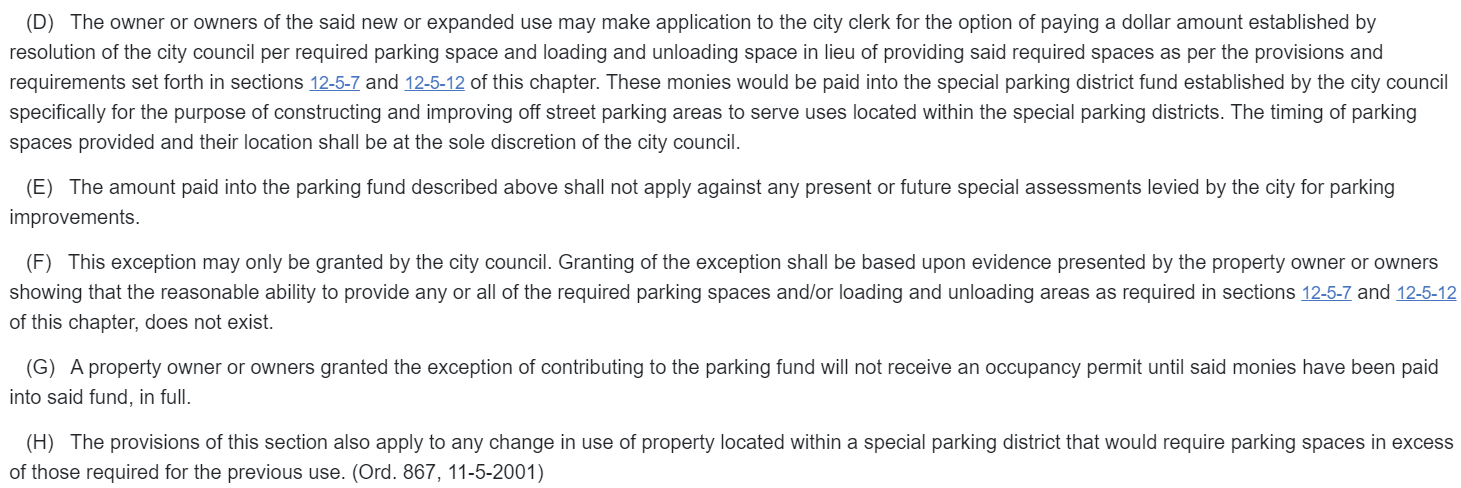 (D) The owner or owners of the said new or expanded use may make application to the city clerk for the option of paying a dollar amount established by
resolution of the city council per required parking space and loading and unloading space in lieu of providing said required spaces as per the provisions and
requirements set forth in sections 12-5-7 and 12-5-12 of this chapter. These monies would be paid into the special parking district fund established by the city council
specifically for the purpose of constructing and improving off street parking areas to serve uses located within the special parking districts. The timing of parking
spaces provided and their location shall be at the sole discretion of the city council.
(E) The amount paid into the parking fund described above shall not apply against any present or future special assessments levied by the city for parking
improvements.
(F) This exception may only be granted by the city council. Granting of the exception shall be based upon evidence presented by the property owner or owners
showing that the reasonable ability to provide any or all of the required parking spaces and/or loading and unloading areas as required in sections 12-5-7 and 12-5-12
of this chapter, does not exist.
(G) A property owner or owners granted the exception of contributing to the parking fund will not receive an occupancy permit until said monies have been paid
into said fund, in full.
(H) The provisions of this section also apply to any change in use of property located within a special parking district that would require parking spaces in excess
of those required for the previous use. (Ord. 867, 11-5-2001)